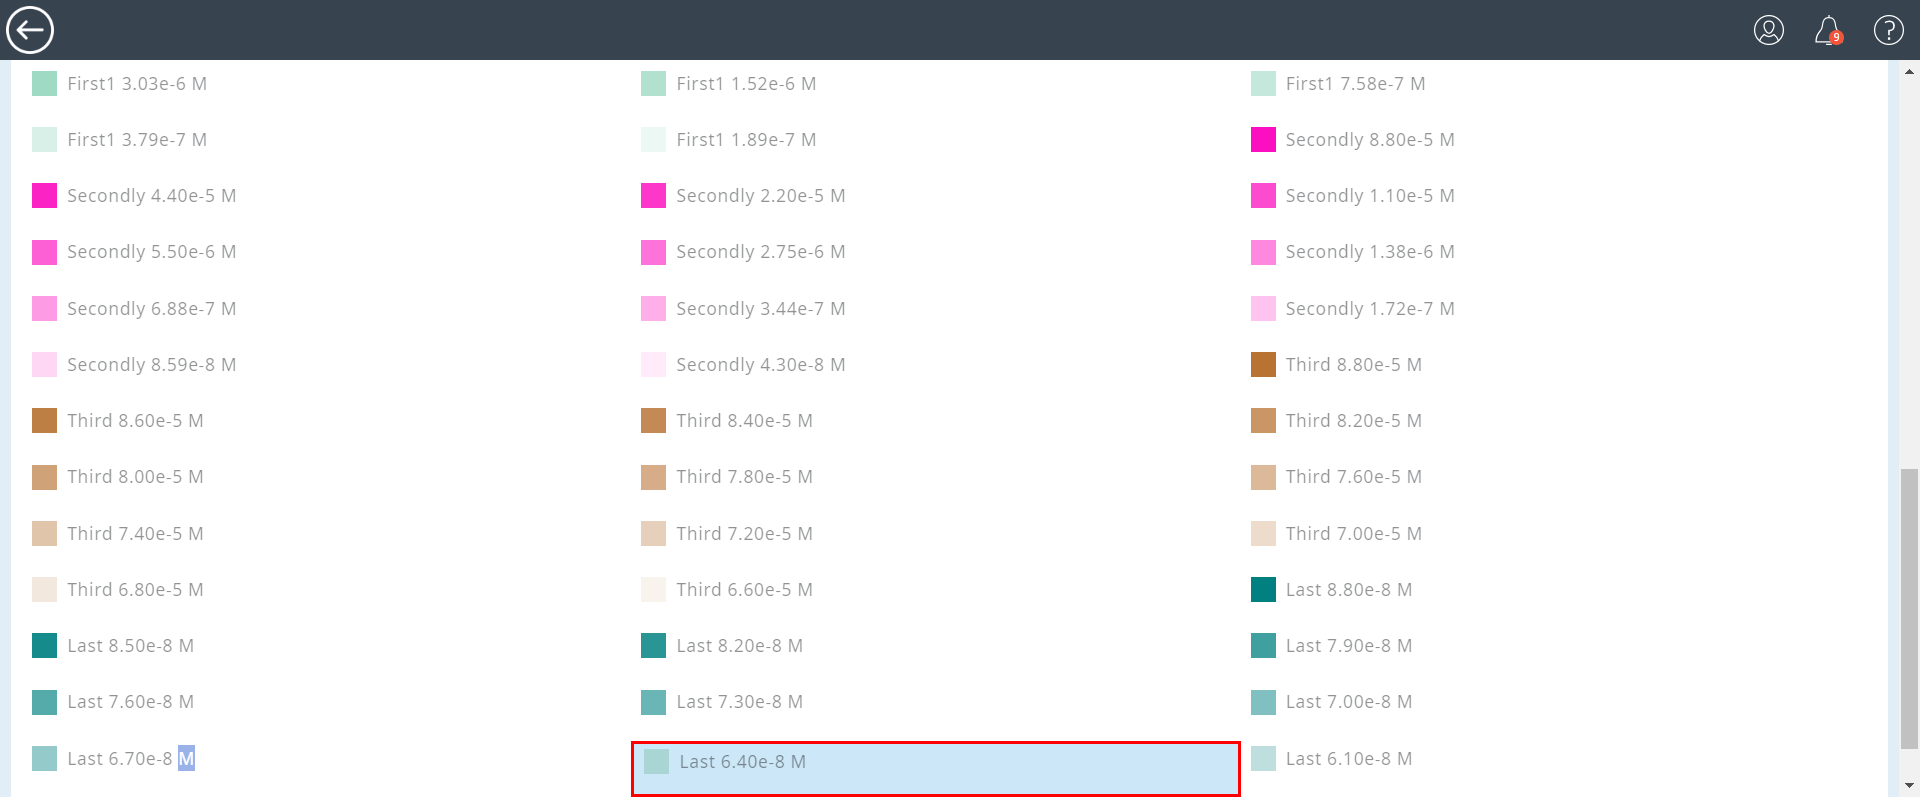 9 ?
First1 3.03e-6 M First1 1.52e-6 M First1 7.58e-7 M
First1 3.79e-7 M First1 1.89e-7 M Secondly 8.80e-5 M
Secondly 4.40e-5 M Secondly 2.20e-5 M Secondly 1.10e-5 M
Secondly 5.50e-6 M Secondly 2.75e-6 M Secondly 1.38e-6 M
Secondly 6.88e-7 M Secondly 3.44e-7 M Secondly 1.72e-7 M
Secondly 8.59e-8 M Secondly 4.30e-8 M Third 8.80e-5 M
Third 8.60e-5 M Third 8.40e-5 M Third 8.20e-5 M
Third 8.00e-5 M Third 7.80e-5 M Third 7.60e-5 M
Third 7.40e-5 M Third 7.20e-5 M Third 7.00e-5 M
Third 6.80e-5 M Third 6.60e-5 M Last 8.80e-8 M
Last 8.50e-8 M Last 8.20e-8 M Last 7.90e-8 M
Last 7.60e-8 M Last 7.30e-8 M Last 7.00e-8 M
Last 6.70e-8 M Last 6.40e-8 M Last 6.10e-8 M